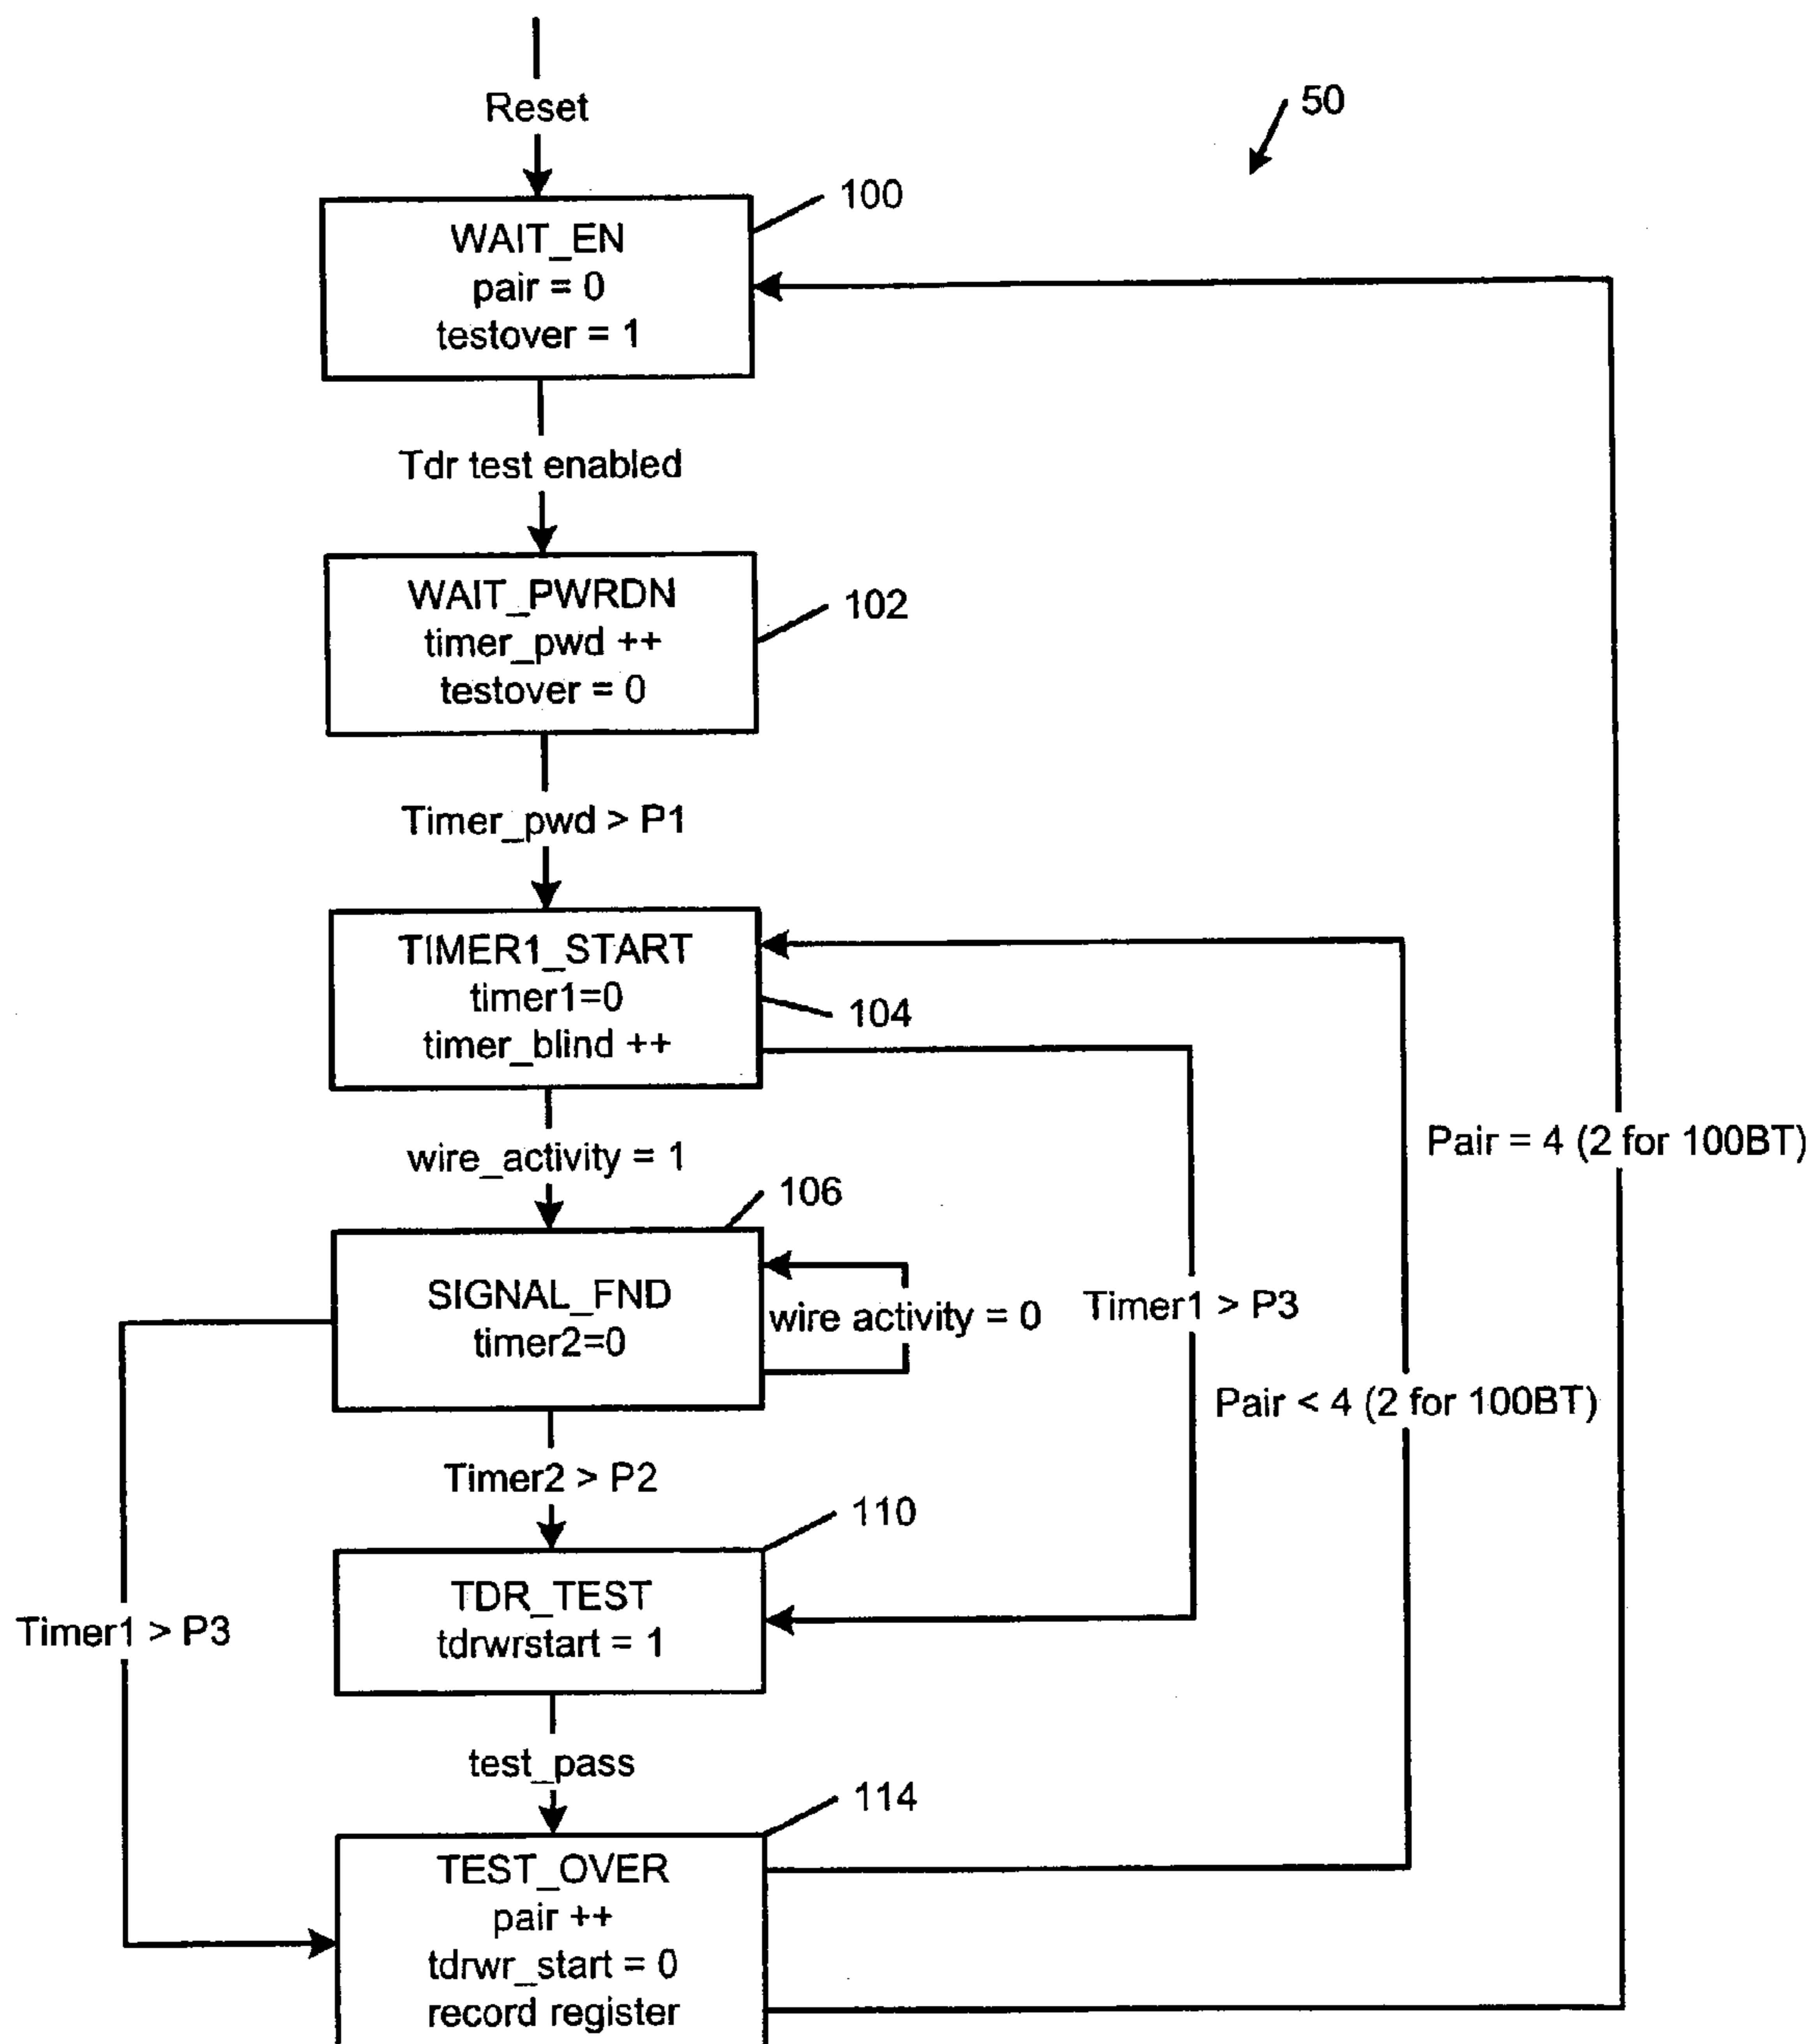 Reset
50
100
WAIT_EN
pair = 0
testover = 1
Tdr test enabled
WAIT_PWRDN
timer_pwd ++
testover = 0
102
Timer_pwd > P1
TIMER1_START
timer1=0
timer_blind ++
104
wire_activity = 1
Pair = 4 (2 for 100BT)
106
SIGNAL_FND
timer2=0
wire activity = 0
Timer1 > P3
Pair < 4 (2 for 100BT)
Timer2 > P2
110
TDR_TEST
tdrwrstart = 1
Timer1 > P3
test_pass
114
TEST_OVER
pair ++
tdrwr_start = 0
record register